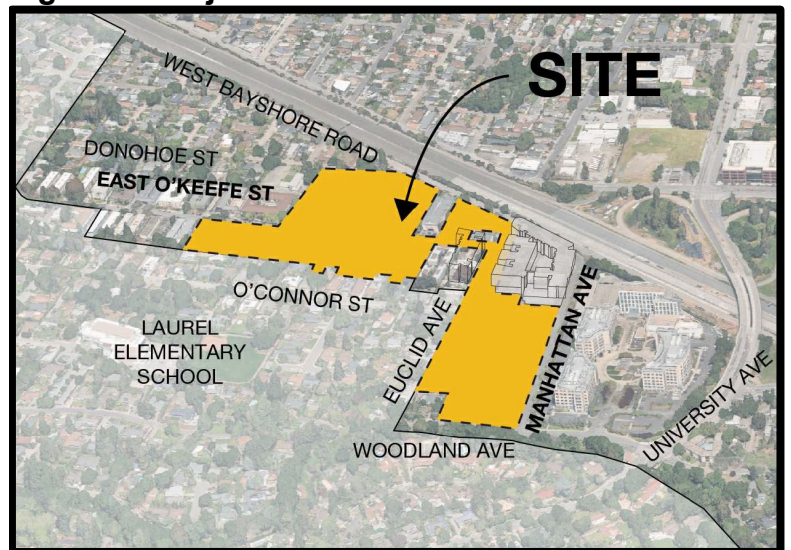 SITE
WEST BAYSHORE ROAD
DONOHOE ST
EAST O'KEEFE ST
O'CONNOR ST
LAUREL
ELEMENTARY
SCHOOL
EUCLID AVE
MANHATTAN AVE
UNIVERSITY AVE
WOODLAND AVE